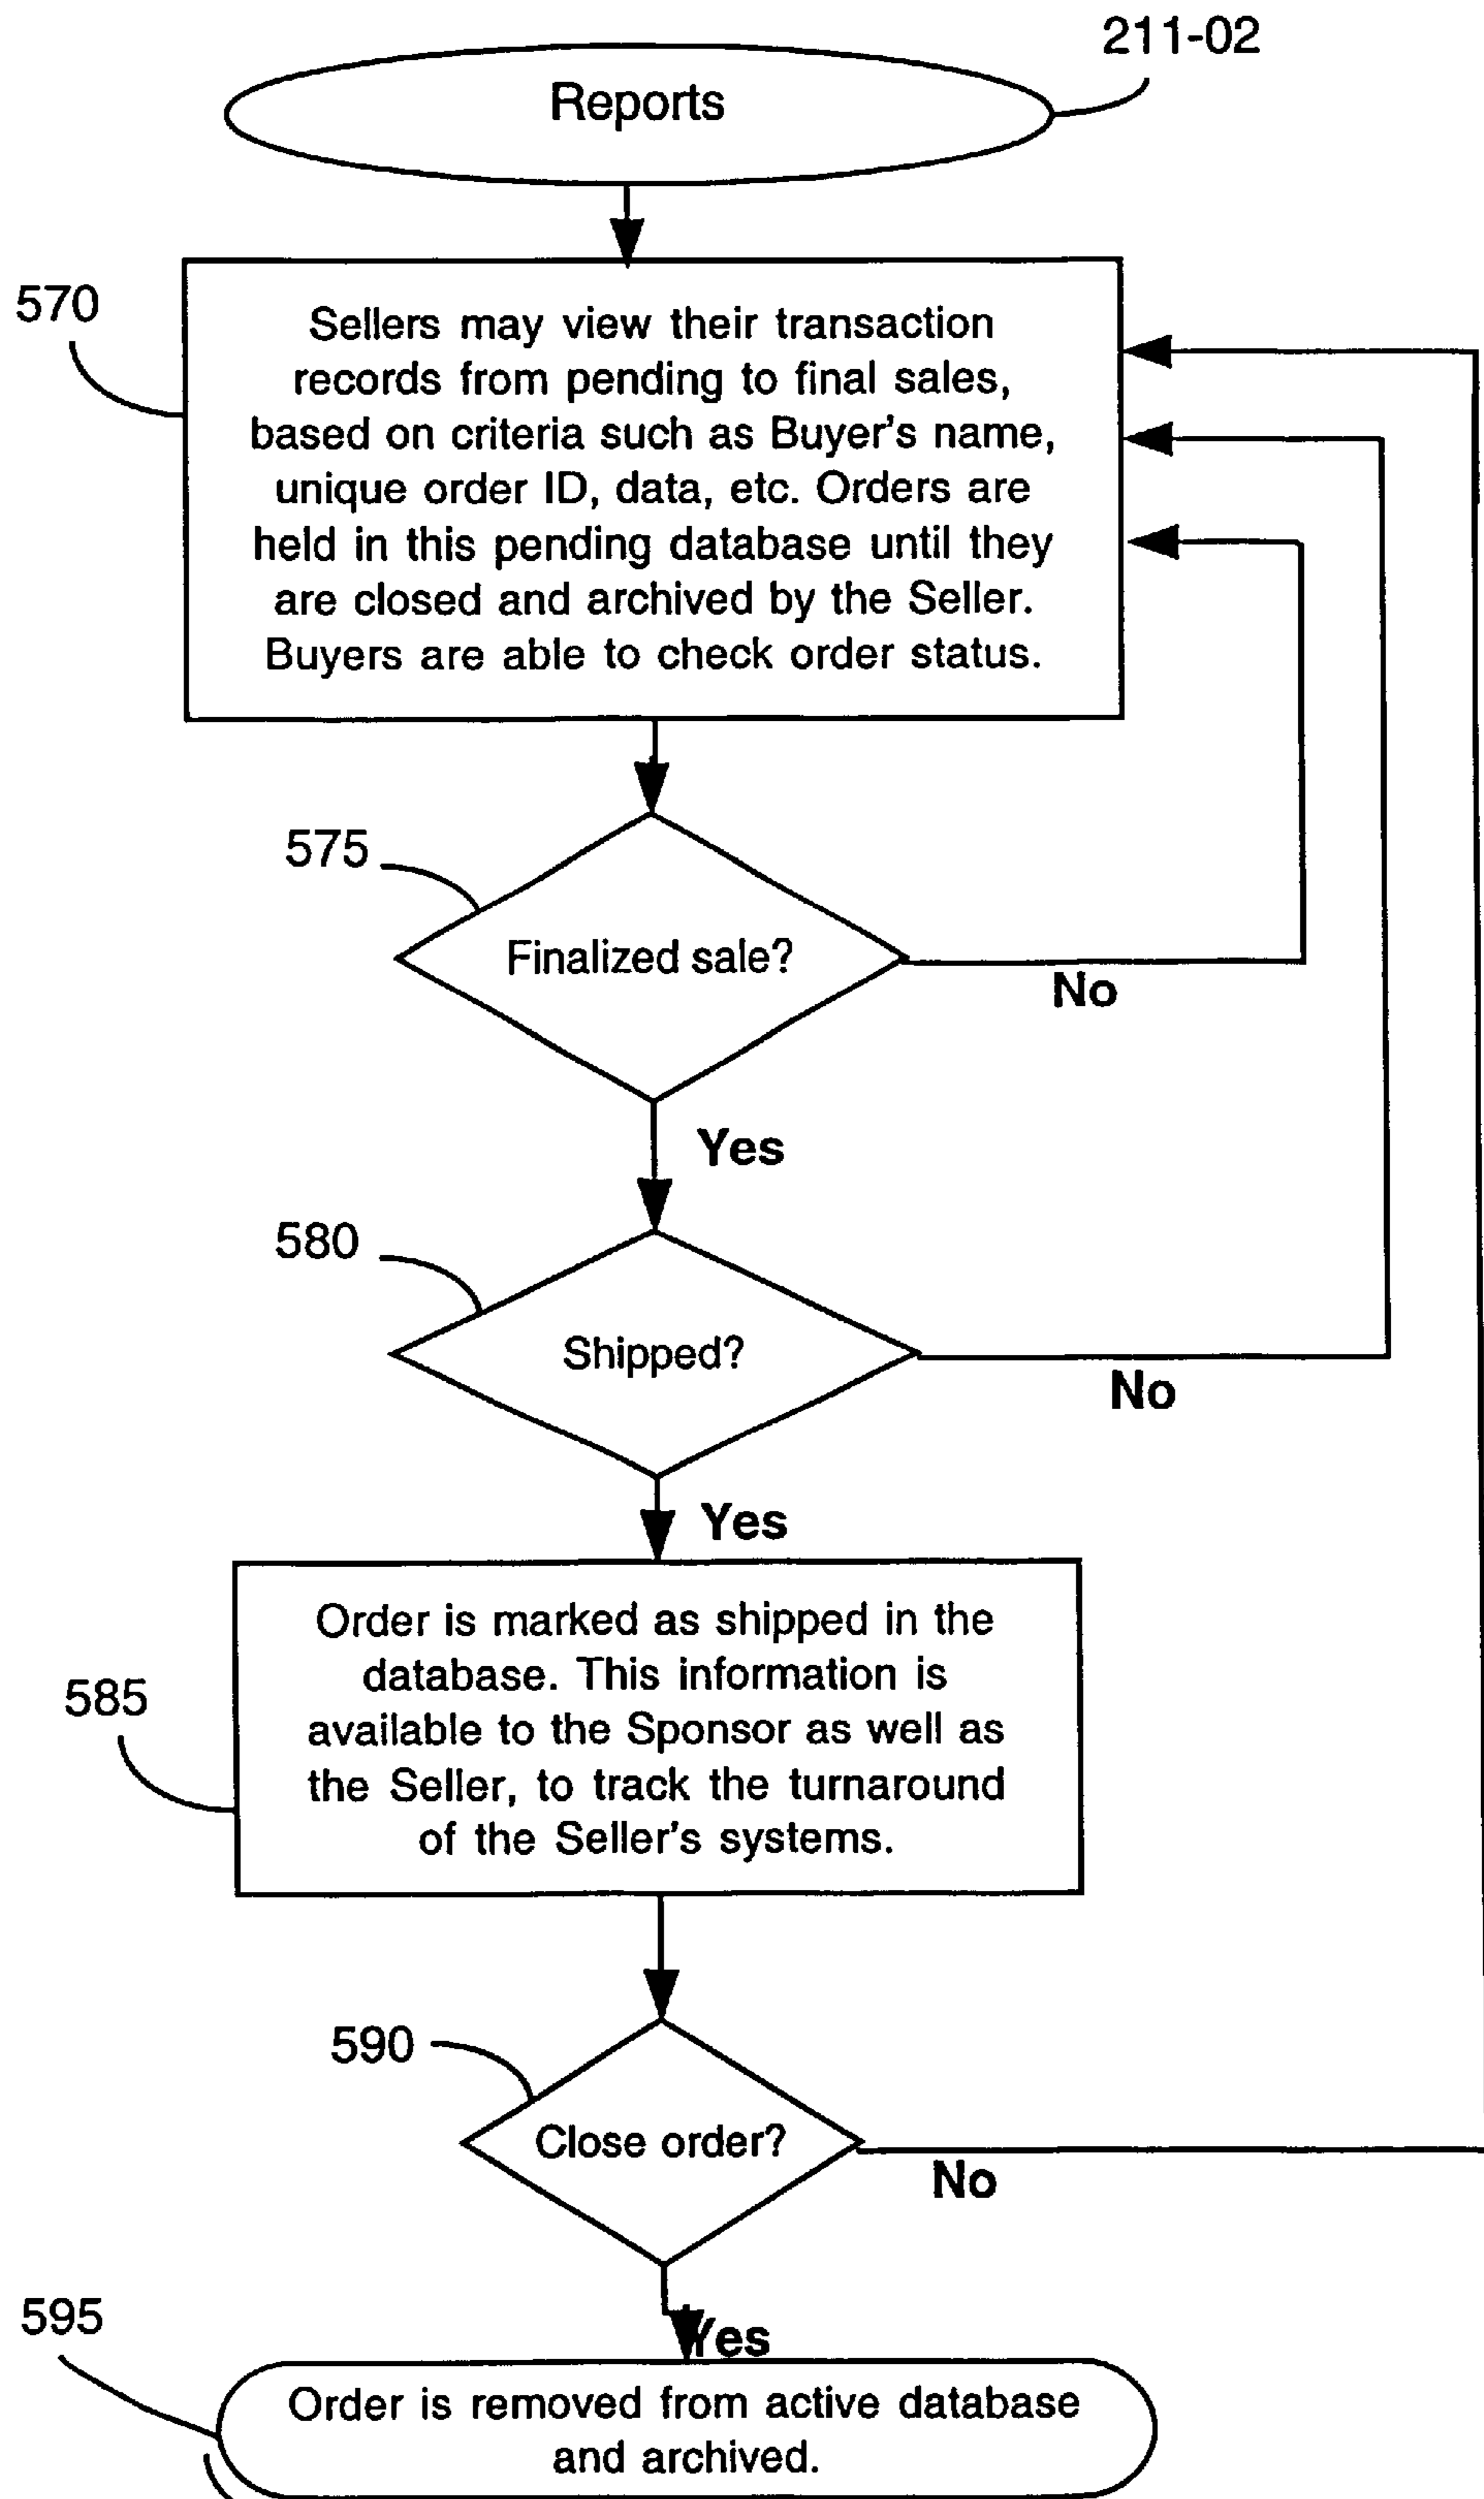 211-02
Reports
570
Sellers may view their transaction
records from pending to final sales,
based on criteria such as Buyer's name,
unique order ID, data, etc. Orders are
held in this pending database until they
are closed and archived by the Seller.
Buyers are able to check order status.
575
Finalized sale?
No
Yes
580
Shipped?
No
Yes
585
Order is marked as shipped in the
database. This information is
available to the Sponsor as well as
the Seller, to track the turnaround
of the Seller's systems.
590
Close order?
No
Yes
595
Order is removed from active database
and archived.